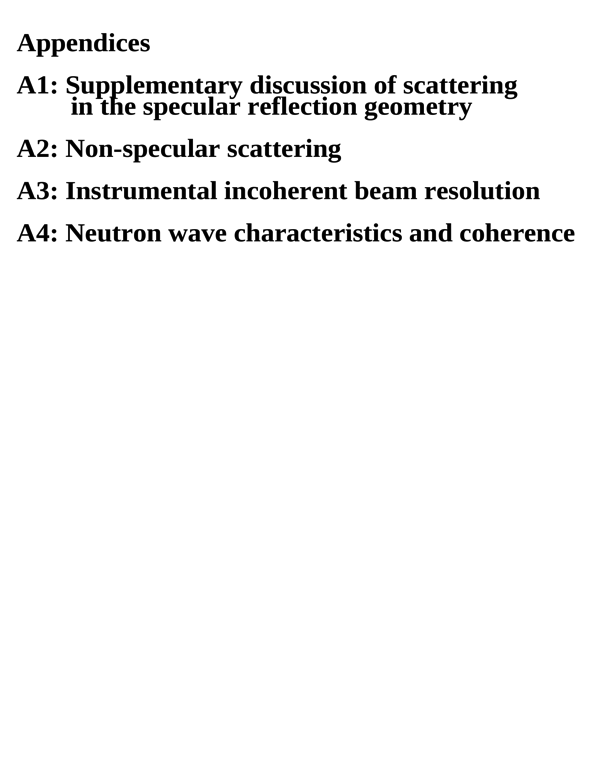 Appendices
A1: Supplementary discussion of scattering
in the specular reflection geometry
A2: Non-specular scattering
A3: Instrumental incoherent beam resolution
A4: Neutron wave characteristics and coherence